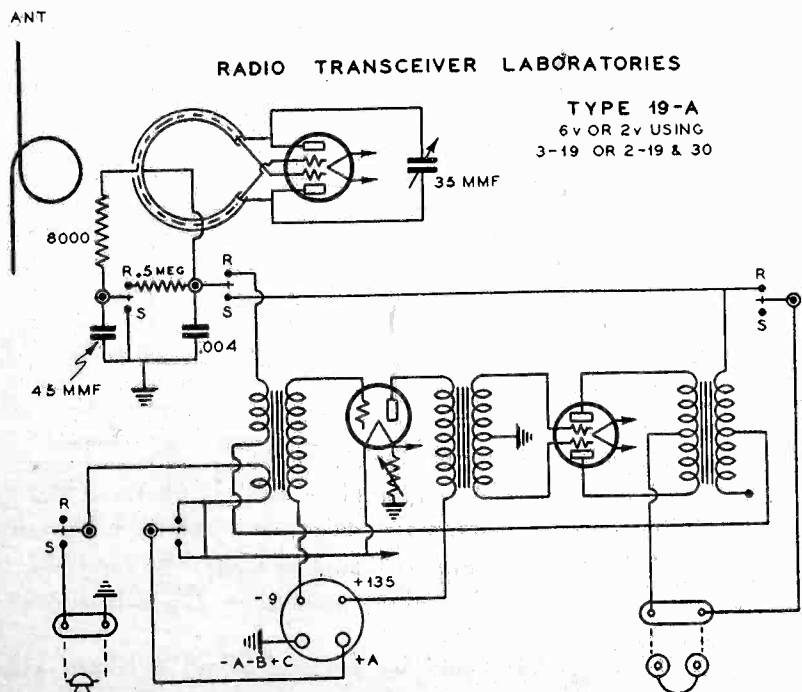 ANT
RADIO TRANSCEIVER LABORATORIES
TYPE 19-A
6V OR 2V USING
3-19 OR 2-19 & 30
35 MMF
8000
R .5 MEG
R
R
S
S
S
.004
45 MMF
R
S
-9
+135
-A-B+C
+A